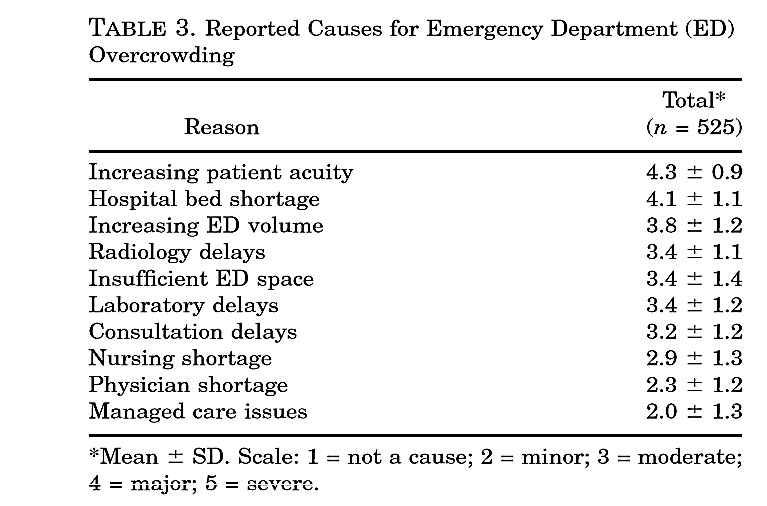 TABLE 3. Reported Causes for Emergency Department (ED)
Overcrowding
Total*
Reason (n = 525)
Increasing patient acuity 4.3 ± 0.9
Hospital bed shortage 4.1 ± 1.1
Increasing ED volume 3.8 ± 1.2
Radiology delays 3.4 ± 1.1
Insufficient ED space 3.4 ± 1.4
Laboratory delays 3.4 ± 1.2
Consultation delays 3.2 ± 1.2
Nursing shortage 2.9 ± 1.3
Physician shortage 2.3 ± 1.2
Managed care issues 2.0 ± 1.3
*Mean ± SD. Scale: 1 = not a cause; 2 = minor; 3 = moderate;
4 = major; 5 = severe.